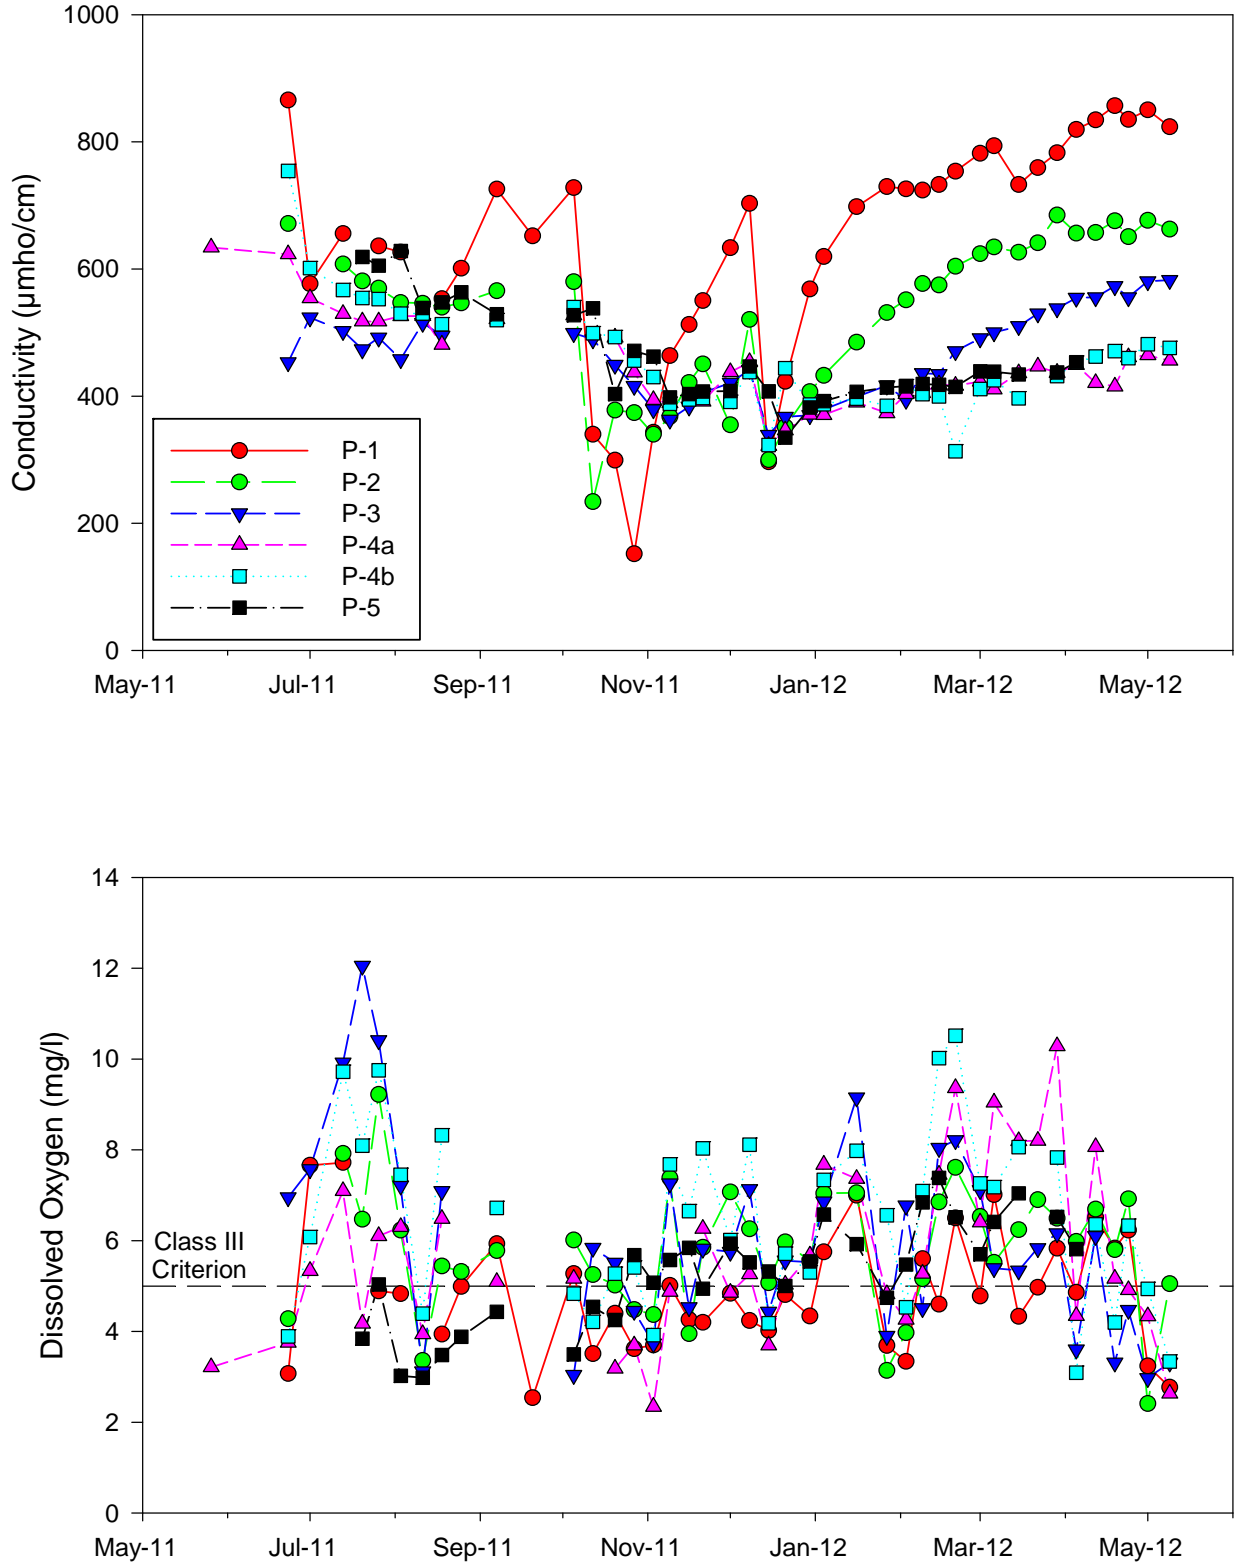 1000
800
600
400
200
0
Conductivity (µmho/cm)
P-1
P-2
P-3
P-4a
P-4b
P-5
May-11 Jul-11 Sep-11 Nov-11 Jan-12 Mar-12 May-12
14
12
10
8
6
4
2
0
Dissolved Oxygen (mg/l)
Class III
Criterion
May-11 Jul-11 Sep-11 Nov-11 Jan-12 Mar-12 May-12